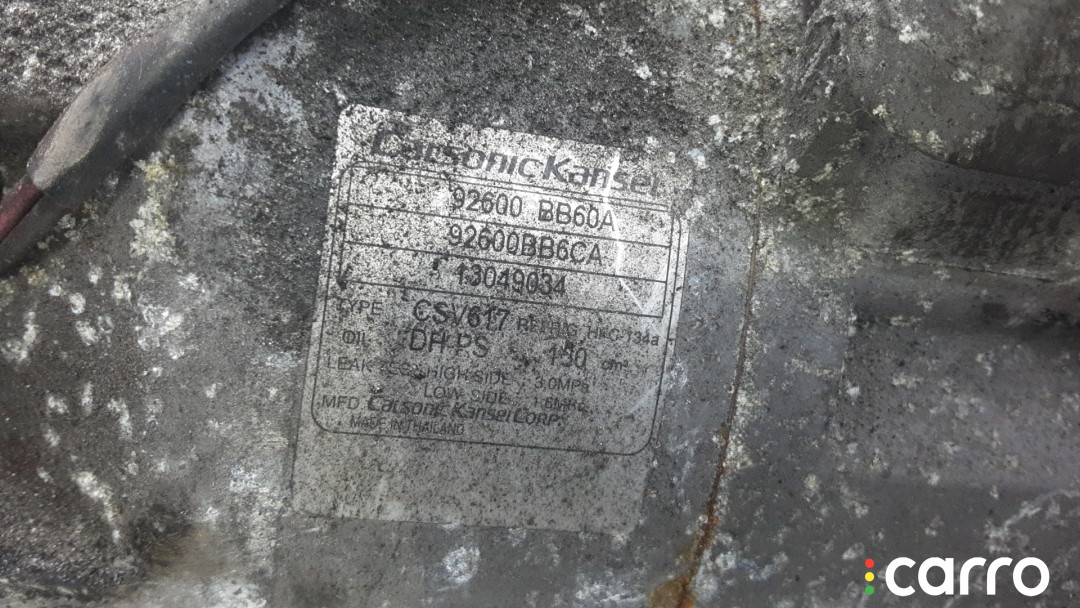 CalsonicKansei
92600 BB60A
92600BB6CA
13049034
TYPE CSV617 REFRIG HFC-134a
OIL DH-PS 150 cm³
LEAK TEST HIGH SIDE : 3.0MPa
LOW SIDE : 1.6MPa
MFD Calsonic Kansei CORP.
MADE IN THAILAND
carro